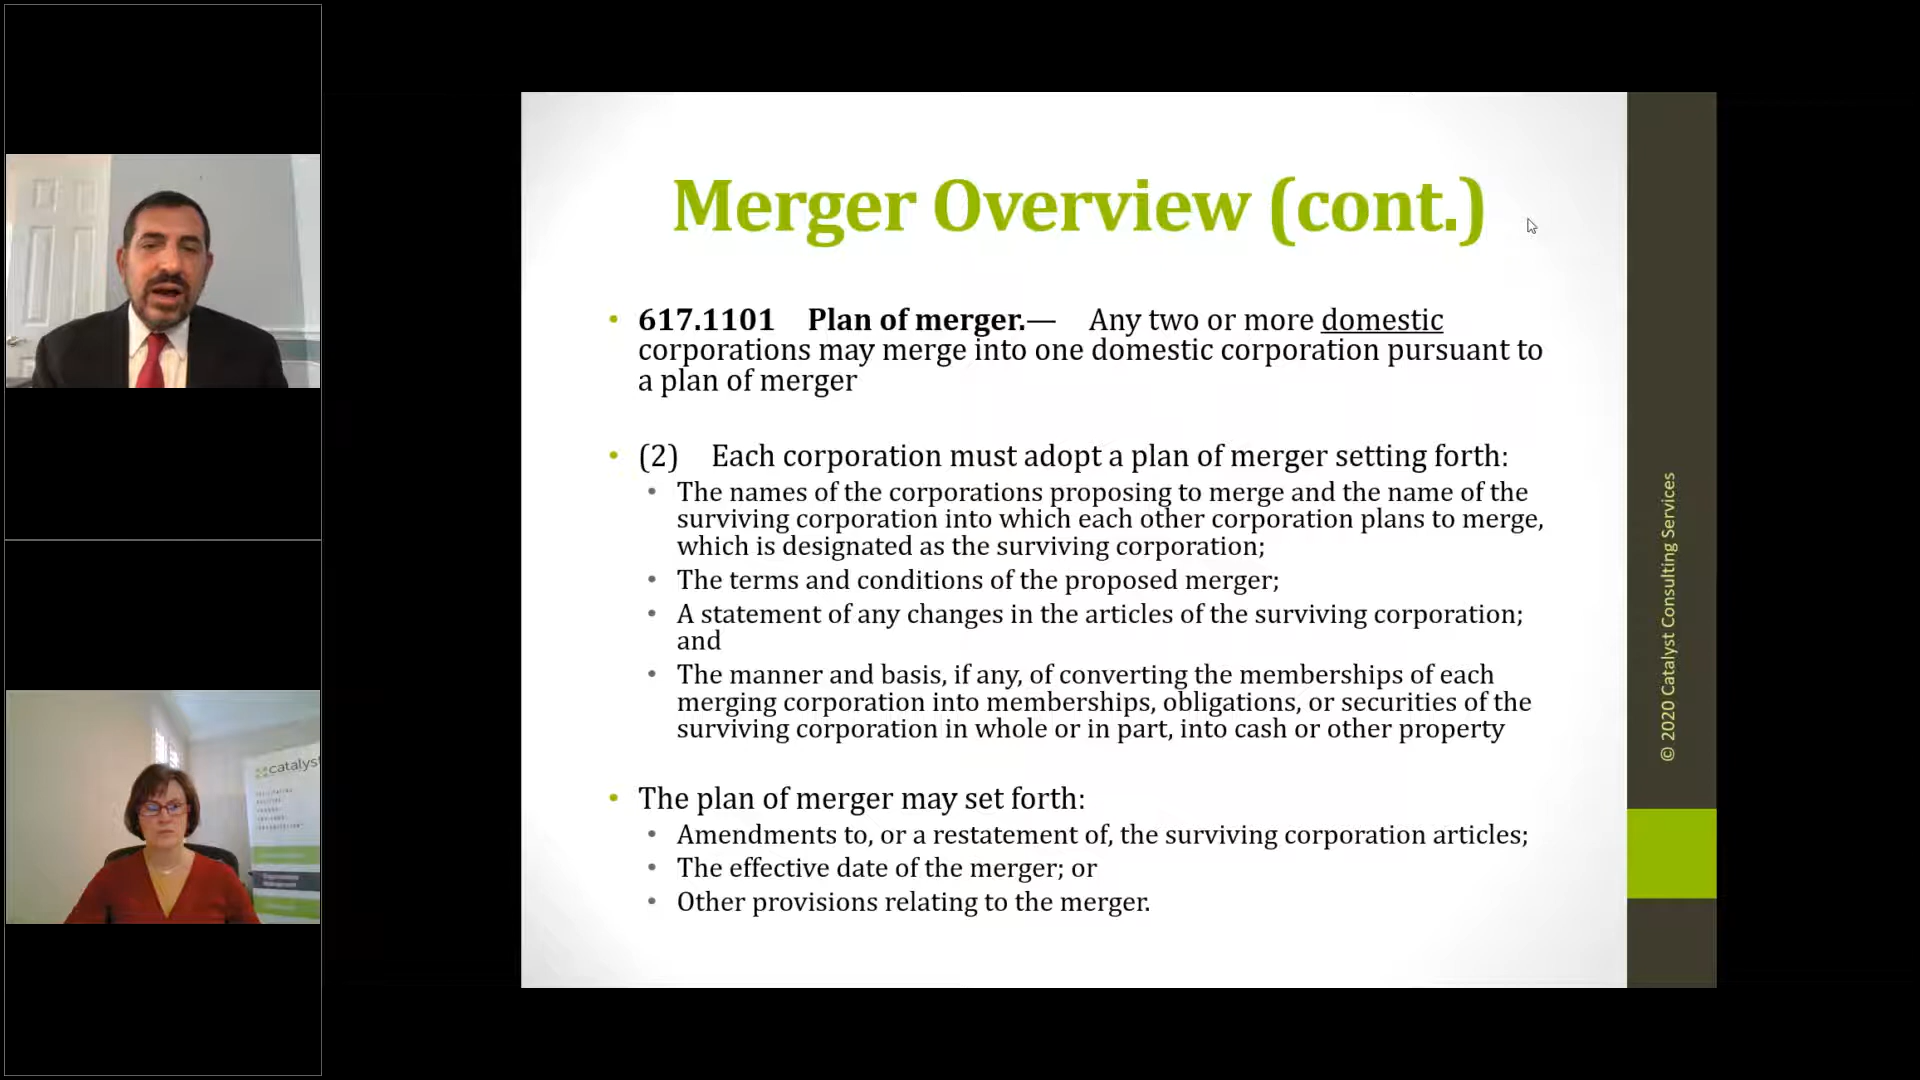 Merger Overview (cont.)
• 617.1101 Plan of merger.— Any two or more domestic
corporations may merge into one domestic corporation pursuant to
a plan of merger
• (2) Each corporation must adopt a plan of merger setting forth:
• The names of the corporations proposing to merge and the name of the
surviving corporation into which each other corporation plans to merge,
which is designated as the surviving corporation;
• The terms and conditions of the proposed merger;
• A statement of any changes in the articles of the surviving corporation;
and
• The manner and basis, if any, of converting the memberships of each
merging corporation into memberships, obligations, or securities of the
surviving corporation in whole or in part, into cash or other property
• The plan of merger may set forth:
• Amendments to, or a restatement of, the surviving corporation articles;
• The effective date of the merger; or
• Other provisions relating to the merger.
© 2020 Catalyst Consulting Services
catalyst